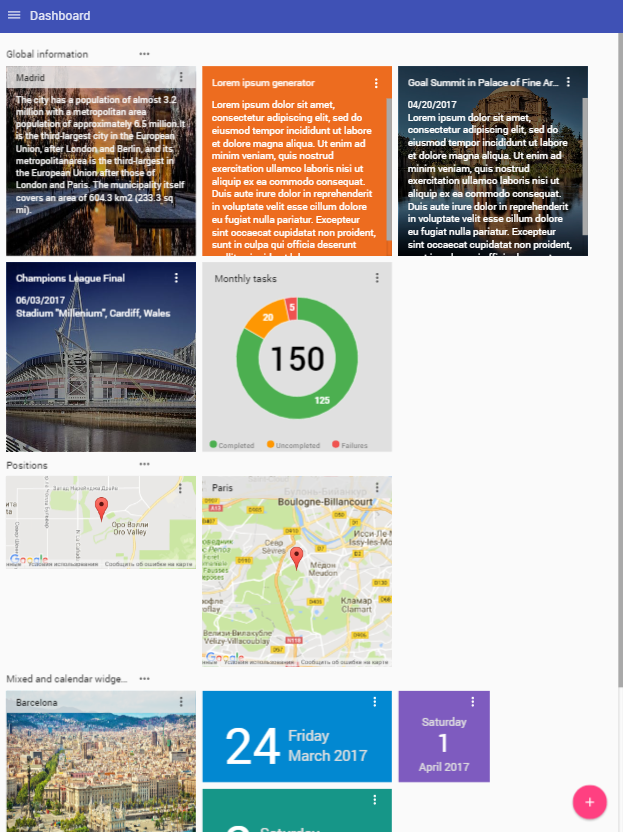 Dashboard
Global information
Madrid
The city has a population of almost 3.2
million with a metropolitan area
population of approximately 6.5 million.It
is the third-largest city in the European
Union, after London and Berlin, and its
metropolitanarea is the third-largest in
the European Union after those of
London and Paris. The municipality itself
covers an area of 604.3 km2 (233.3 sq
mi).
Lorem ipsum generator
Lorem ipsum dolor sit amet,
consectetur adipiscing elit, sed do
eiusmod tempor incididunt ut labore
et dolore magna aliqua. Ut enim ad
minim veniam, quis nostrud
exercitation ullamco laboris nisi ut
aliquip ex ea commodo consequat.
Duis aute irure dolor in reprehenderit
in voluptate velit esse cillum dolore
eu fugiat nulla pariatur. Excepteur
sint occaecat cupidatat non proident,
sunt in culpa qui officia deserunt
Goal Summit in Palace of Fine Ar...
04/20/2017
Lorem ipsum dolor sit amet,
consectetur adipiscing elit, sed do
eiusmod tempor incididunt ut labore
et dolore magna aliqua. Ut enim ad
minim veniam, quis nostrud
exercitation ullamco laboris nisi ut
aliquip ex ea commodo consequat.
Duis aute irure dolor in reprehenderit
in voluptate velit esse cillum dolore
eu fugiat nulla pariatur. Excepteur
sint occaecat cupidatat non proident,
Champions League Final
06/03/2017
Stadium "Millenium", Cardiff, Wales
Monthly tasks
5
20
150
125
Completed
Uncompleted
Failures
Positions
Оро Валли
Oro Valley
Google
Условия использования
Сообщить об ошибке на карте
Paris
Булонь-Бийанкур
Boulogne-Billancourt
Севр
Sèvres
Исси-Ле
Issy-les-Mo
Мёдон
Meudon
Кламар
Clamart
Велизи-Виллакубле
Vélizy-Villacoublay
N118
Google
Условия использования
Сообщить об ошибке на карте
Mixed and calendar widge...
Barcelona
24
Friday
March 2017
Saturday
1
April 2017
+